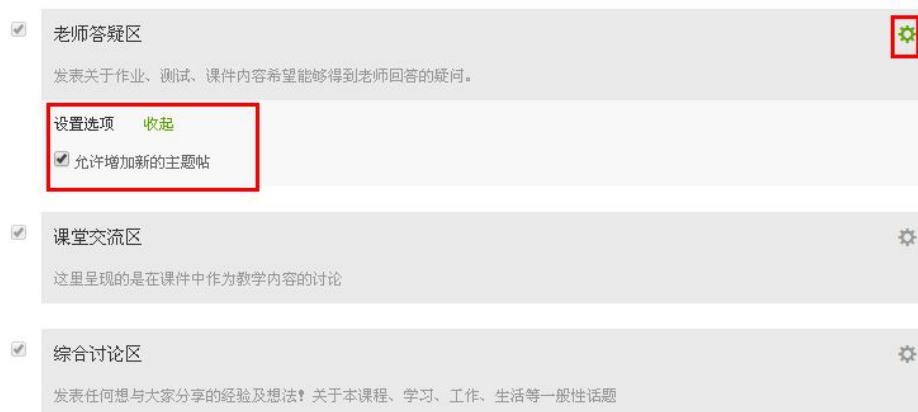 老师答疑区
发表关于作业、测试、课件内容希望能够得到老师回答的疑问。
设置选项 收起
允许增加新的主题帖
课堂交流区
这里呈现的是在课件中作为教学内容的讨论
综合讨论区
发表任何想与大家分享的经验及想法！关于本课程、学习、工作、生活等一般性话题